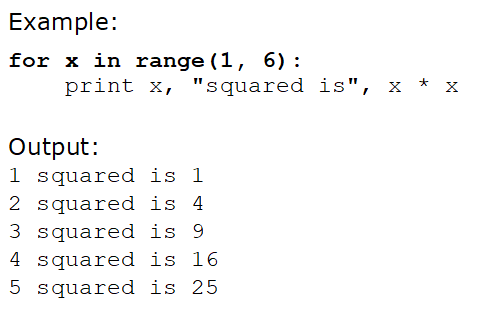 Example:
for x in range(1, 6):
    print x, "squared is", x * x
Output:
1 squared is 1
2 squared is 4
3 squared is 9
4 squared is 16
5 squared is 25